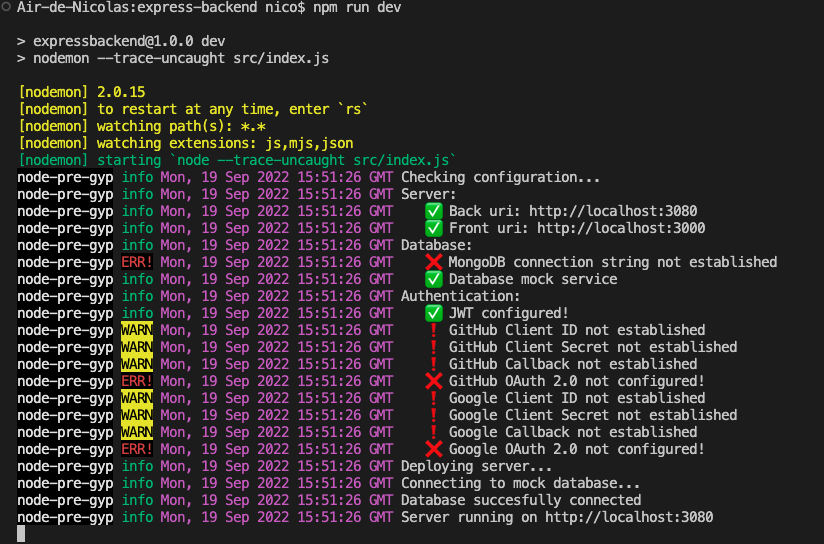 Air-de-Nicolas:express-backend nico$ npm run dev
> expressbackend@1.0.0 dev
> nodemon --trace-uncaught src/index.js
[nodemon] 2.0.15
[nodemon] to restart at any time, enter `rs`
[nodemon] watching path(s): *.*
[nodemon] watching extensions: js,mjs,json
[nodemon] starting `node --trace-uncaught src/index.js`
node-pre-gyp info Mon, 19 Sep 2022 15:51:26 GMT Checking configuration...
node-pre-gyp info Mon, 19 Sep 2022 15:51:26 GMT Server:
node-pre-gyp info Mon, 19 Sep 2022 15:51:26 GMT ✅ Back uri: http://localhost:3080
node-pre-gyp info Mon, 19 Sep 2022 15:51:26 GMT ✅ Front uri: http://localhost:3000
node-pre-gyp info Mon, 19 Sep 2022 15:51:26 GMT Database:
node-pre-gyp ERR! Mon, 19 Sep 2022 15:51:26 GMT ❌ MongoDB connection string not established
node-pre-gyp info Mon, 19 Sep 2022 15:51:26 GMT ✅ Database mock service
node-pre-gyp info Mon, 19 Sep 2022 15:51:26 GMT Authentication:
node-pre-gyp info Mon, 19 Sep 2022 15:51:26 GMT ✅ JWT configured!
node-pre-gyp WARN Mon, 19 Sep 2022 15:51:26 GMT ❗ GitHub Client ID not established
node-pre-gyp WARN Mon, 19 Sep 2022 15:51:26 GMT ❗ GitHub Client Secret not established
node-pre-gyp WARN Mon, 19 Sep 2022 15:51:26 GMT ❗ GitHub Callback not established
node-pre-gyp ERR! Mon, 19 Sep 2022 15:51:26 GMT ❌ GitHub OAuth 2.0 not configured!
node-pre-gyp WARN Mon, 19 Sep 2022 15:51:26 GMT ❗ Google Client ID not established
node-pre-gyp WARN Mon, 19 Sep 2022 15:51:26 GMT ❗ Google Client Secret not established
node-pre-gyp WARN Mon, 19 Sep 2022 15:51:26 GMT ❗ Google Callback not established
node-pre-gyp ERR! Mon, 19 Sep 2022 15:51:26 GMT ❌ Google OAuth 2.0 not configured!
node-pre-gyp info Mon, 19 Sep 2022 15:51:26 GMT Deploying server...
node-pre-gyp info Mon, 19 Sep 2022 15:51:26 GMT Connecting to mock database...
node-pre-gyp info Mon, 19 Sep 2022 15:51:26 GMT Database succesfully connected
node-pre-gyp info Mon, 19 Sep 2022 15:51:26 GMT Server running on http://localhost:3080